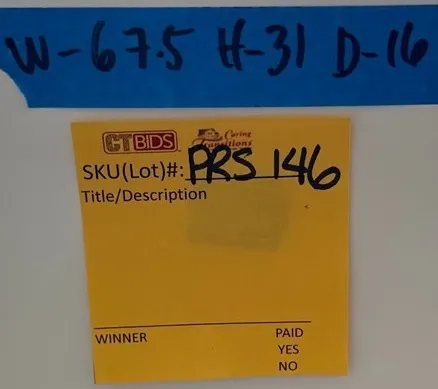 W-67.5 H-31 D-16
CTBIDS Caring Transitions
SKU(Lot)#: PRS 146
Title/Description
WINNER PAID
YES
NO